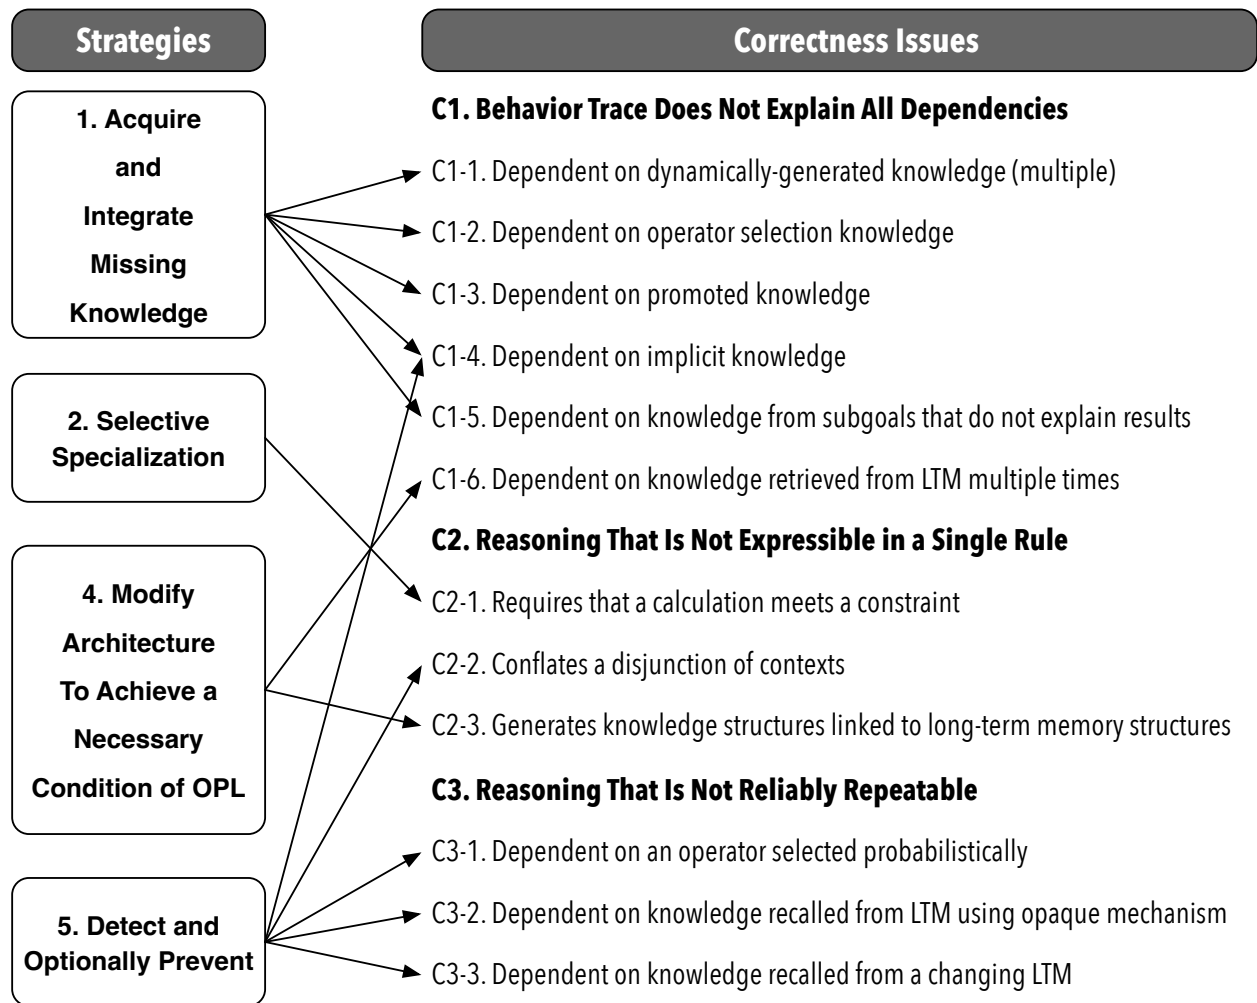 Strategies
Correctness Issues
1. Acquire
and
Integrate
Missing
Knowledge
2. Selective
Specialization
4. Modify
Architecture
To Achieve a
Necessary
Condition of OPL
5. Detect and
Optionally Prevent
C1. Behavior Trace Does Not Explain All Dependencies
C1-1. Dependent on dynamically-generated knowledge (multiple)
C1-2. Dependent on operator selection knowledge
C1-3. Dependent on promoted knowledge
C1-4. Dependent on implicit knowledge
C1-5. Dependent on knowledge from subgoals that do not explain results
C1-6. Dependent on knowledge retrieved from LTM multiple times
C2. Reasoning That Is Not Expressible in a Single Rule
C2-1. Requires that a calculation meets a constraint
C2-2. Conflates a disjunction of contexts
C2-3. Generates knowledge structures linked to long-term memory structures
C3. Reasoning That Is Not Reliably Repeatable
C3-1. Dependent on an operator selected probabilistically
C3-2. Dependent on knowledge recalled from LTM using opaque mechanism
C3-3. Dependent on knowledge recalled from a changing LTM